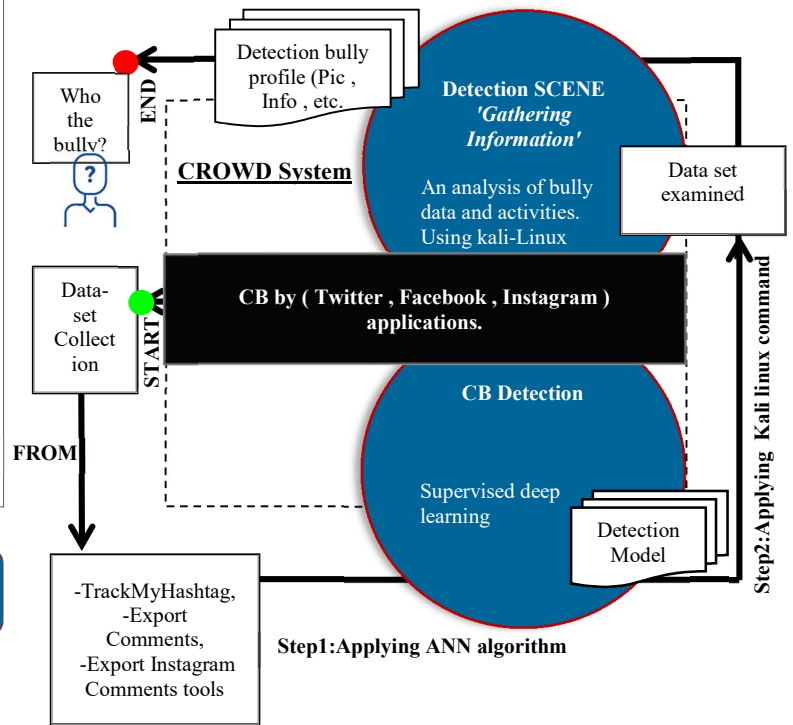 Detection bully
profile (Pic ,
Info , etc.
END
Who
the
bully?
?
Detection SCENE
'Gathering
Information'
An analysis of bully
data and activities.
Using kali-Linux
CROWD System
Data set
examined
CB by ( Twitter , Facebook , Instagram )
applications.
Data-
set
Collect
ion
START
CB Detection
Supervised deep
learning
Detection
Model
Step2:Applying Kali linux command
FROM
-TrackMyHashtag,
-Export
Comments,
-Export Instagram
Comments tools
Step1:Applying ANN algorithm